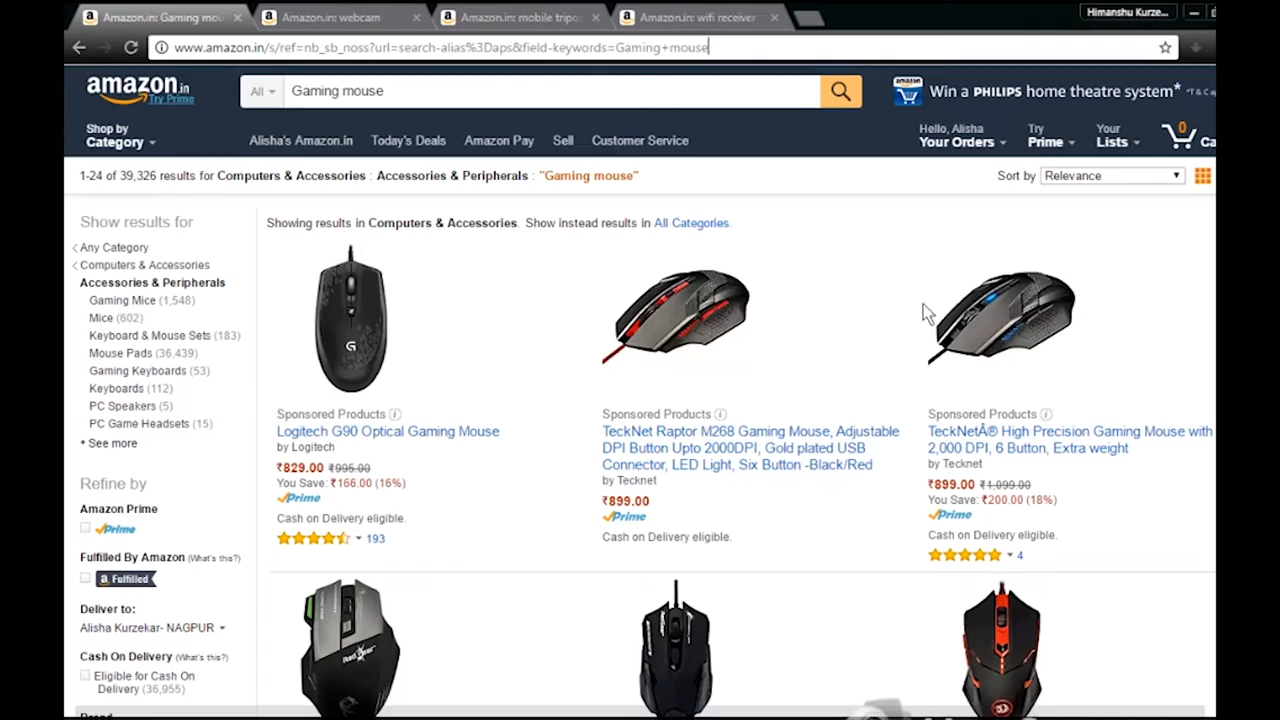 Amazon.in: Gaming mou
Amazon.in: webcam
Amazon.in: mobile tripo
Amazon.in: wifi receiver
Himanshu Kurze...
www.amazon.in/s/ref=nb_sb_noss?url=search-alias%3Daps&field-keywords=Gaming+mouse
amazon.in
Try Prime
All
Gaming mouse
Win a PHILIPS home theatre system*
Shop by
Category
Alisha's Amazon.in
Today's Deals
Amazon Pay
Sell
Customer Service
Hello, Alisha
Your Orders
Try
Prime
Your
Lists
0
Ca
1-24 of 39,326 results for Computers & Accessories : Accessories & Peripherals : "Gaming mouse"
Sort by Relevance
Show results for
Any Category
Computers & Accessories
Accessories & Peripherals
Gaming Mice (1,548)
Mice (602)
Keyboard & Mouse Sets (183)
Mouse Pads (36,439)
Gaming Keyboards (53)
Keyboards (112)
PC Speakers (5)
PC Game Headsets (15)
+ See more
Refine by
Amazon Prime
Prime
Fulfilled By Amazon (What's this?)
a Fulfilled
Deliver to:
Alisha Kurzekar- NAGPUR
Cash On Delivery (What's this?)
Eligible for Cash On
Delivery (36,955)
Showing results in Computers & Accessories. Show instead results in All Categories.
G
Sponsored Products
Logitech G90 Optical Gaming Mouse
by Logitech
₹829.00 ₹995.00
You Save: ₹166.00 (16%)
Prime
Cash on Delivery eligible.
193
Sponsored Products
TeckNet Raptor M268 Gaming Mouse, Adjustable
DPI Button Upto 2000DPI, Gold plated USB
Connector, LED Light, Six Button -Black/Red
by Tecknet
₹899.00
Prime
Cash on Delivery eligible.
Sponsored Products
TeckNetÂ® High Precision Gaming Mouse with
2,000 DPI, 6 Button, Extra weight
by Tecknet
₹899.00 ₹1,099.00
You Save: ₹200.00 (18%)
Prime
Cash on Delivery eligible.
4